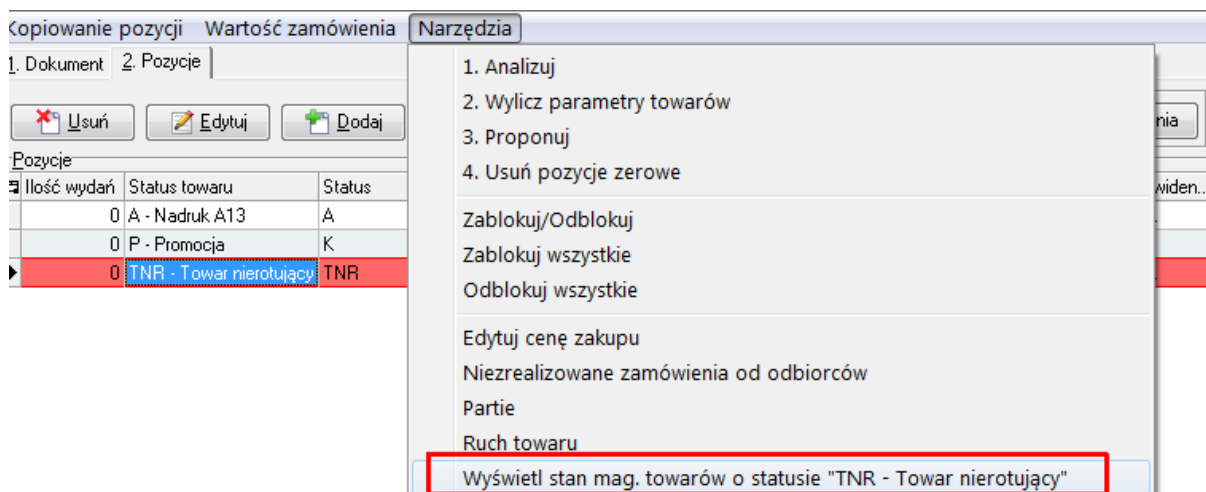 Kopiowanie pozycji Wartość zamówienia Narzędzia
1. Dokument 2. Pozycje
Usuń Edytuj Dodaj
Pozycje
Ilość wydań Status towaru Status
0 A - Nadruk A13 A
0 P - Promocja K
0 TNR - Towar nierotujący TNR
1. Analizuj
2. Wylicz parametry towarów
3. Proponuj
4. Usuń pozycje zerowe
Zablokuj/Odblokuj
Zablokuj wszystkie
Odblokuj wszystkie
Edytuj cenę zakupu
Niezrealizowane zamówienia od odbiorców
Partie
Ruch towaru
Wyświetl stan mag. towarów o statusie "TNR - Towar nierotujący"